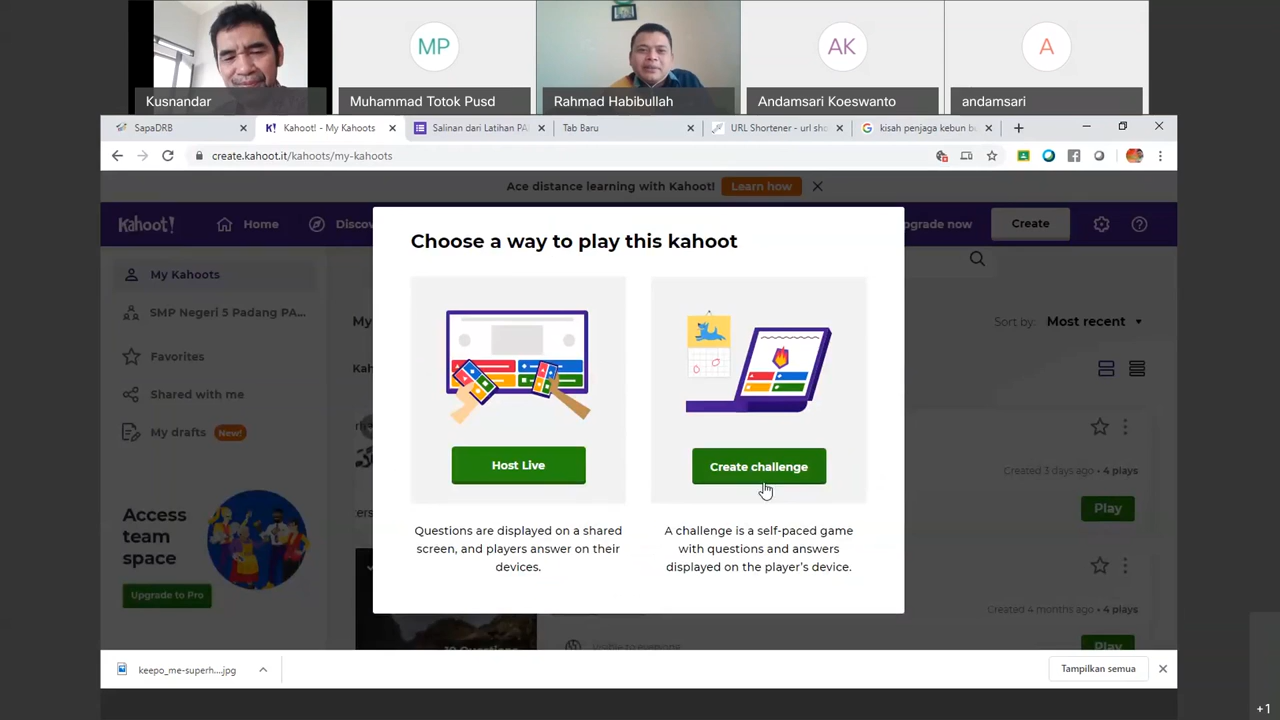 MP
AK
A
Kusnandar
Muhammad Totok Pusd
Rahmad Habibullah
Andamsari Koeswanto
andamsari
SapaDRB
K! Kahoot! - My Kahoots
Salinan dari Latihan PA
Tab Baru
URL Shortener - url sho
kisah penjaga kebun b
create.kahoot.it/kahoots/my-kahoots
Ace distance learning with Kahoot!
Learn how
Kahoot!
Home
Disco
pgrade now
Create
Choose a way to play this kahoot
My Kahoots
SMP Negeri 5 Padang PA...
Favorites
Shared with me
My drafts
New!
My
Sort by: Most recent
Kah
Created 3 days ago • 4 plays
Play
Host Live
Create challenge
Questions are displayed on a shared
screen, and players answer on their
devices.
A challenge is a self-paced game
with questions and answers
displayed on the player's device.
Access
team
space
Upgrade to Pro
Created 4 months ago • 4 plays
Play
keepo_me-superh....jpg
Tampilkan semua
+1